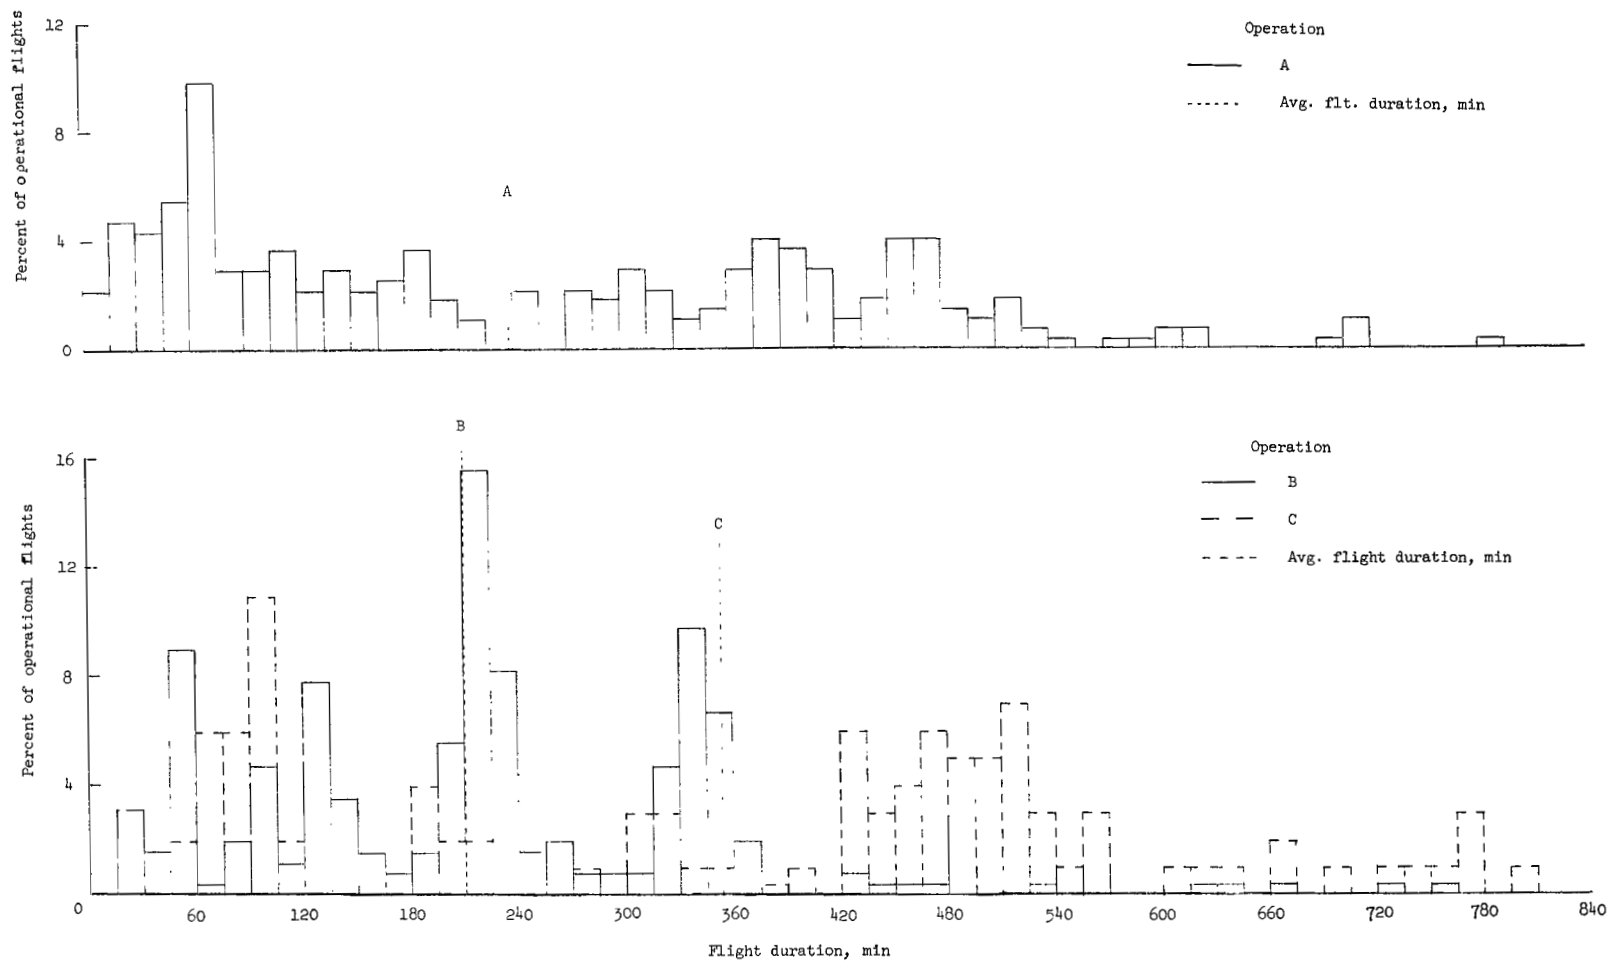 Percent of operational flights
12
8
4
0
A
Operation
A
Avg. flt. duration, min
Percent of operational flights
16
12
8
4
B
C
Operation
B
C
Avg. flight duration, min
0 60 120 180 240 300 360 420 480 540 600 660 720 780 840
Flight duration, min